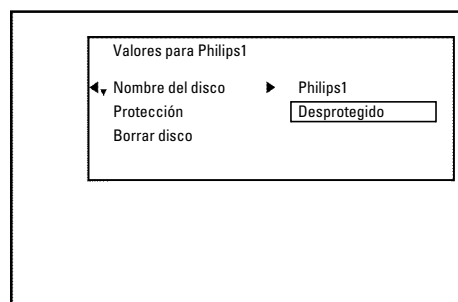 Valores para Philips1
Nombre del disco Philips1
Protección Desprotegido
Borrar disco